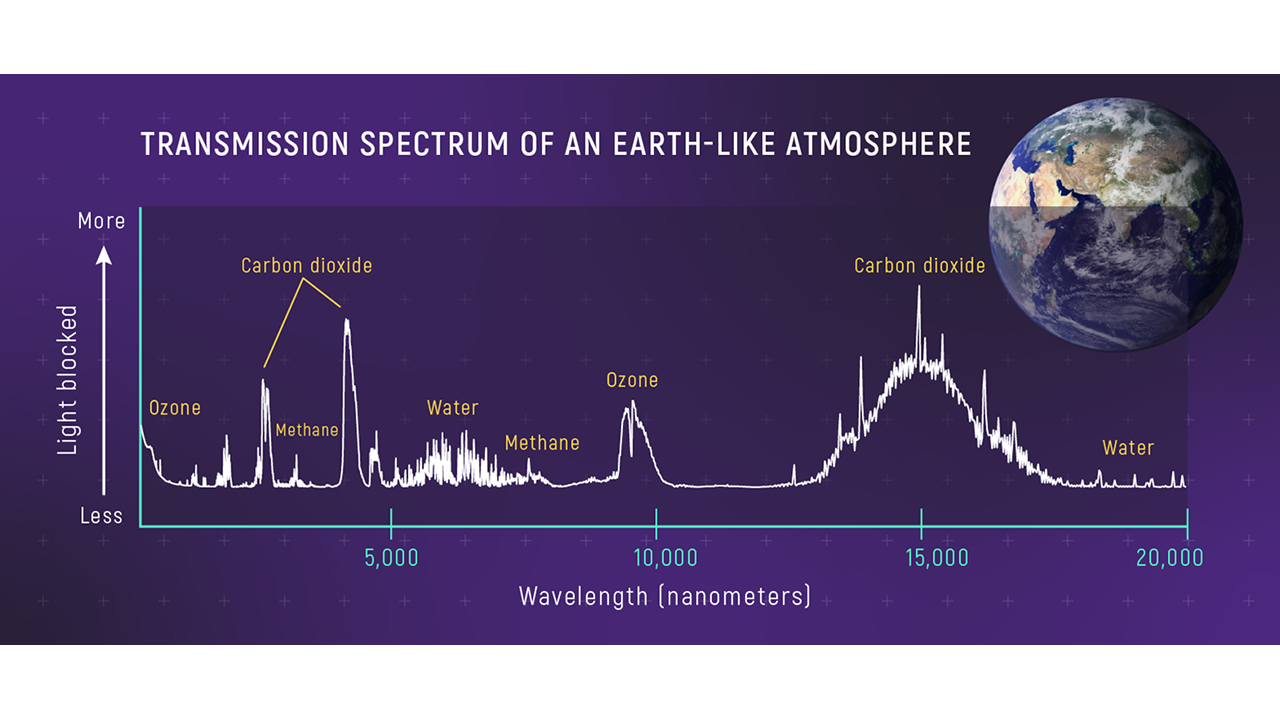 TRANSMISSION SPECTRUM OF AN EARTH-LIKE ATMOSPHERE
More
Light blocked
Less
Carbon dioxide
Carbon dioxide
Ozone
Methane
Water
Methane
Ozone
Water
5,000
10,000
15,000
20,000
Wavelength (nanometers)